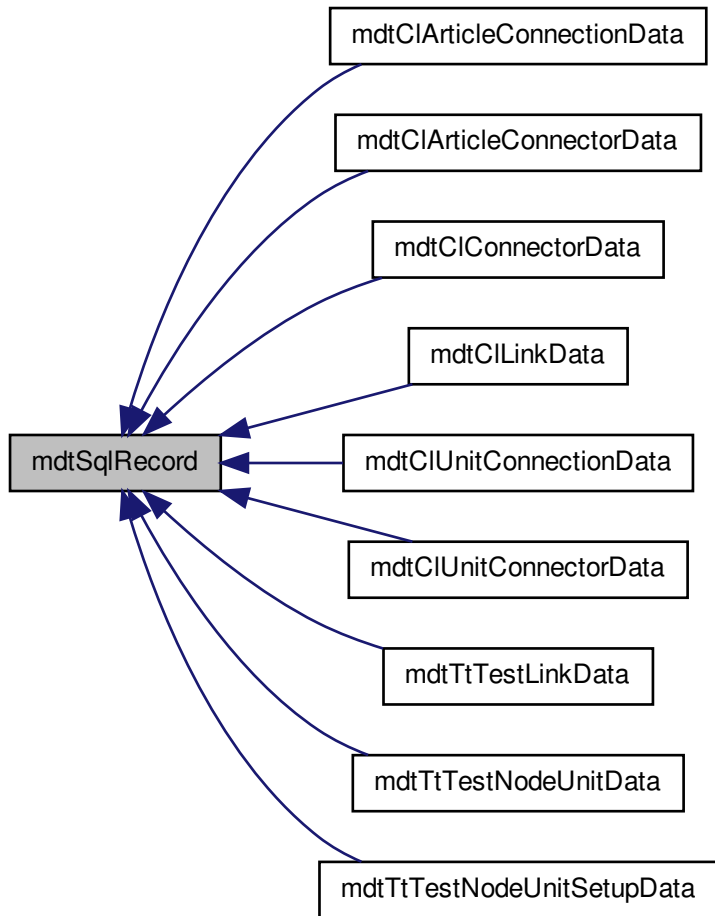 mdtClArticleConnectionData
mdtClArticleConnectorData
mdtClConnectorData
mdtClLinkData
mdtSqlRecord
mdtClUnitConnectionData
mdtClUnitConnectorData
mdtTtTestLinkData
mdtTtTestNodeUnitData
mdtTtTestNodeUnitSetupData